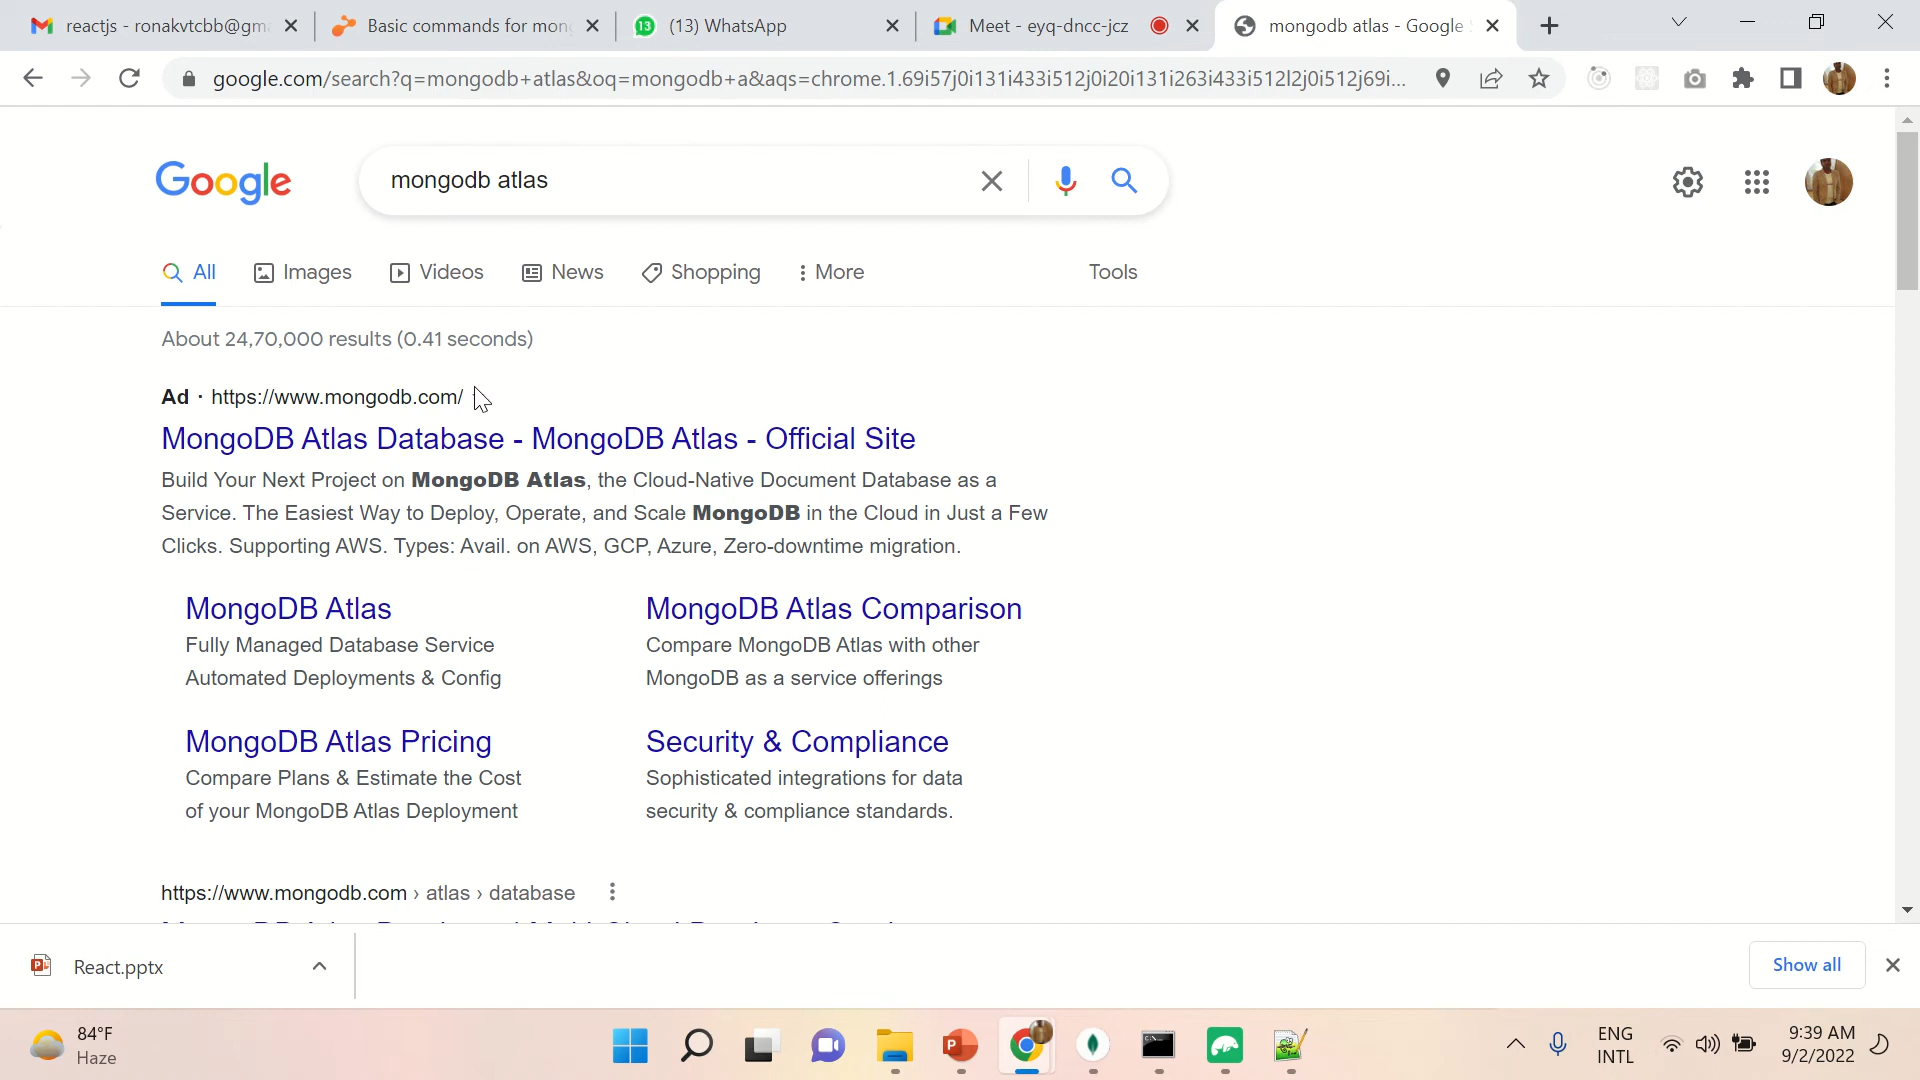 reactjs - ronakvtcbb@gm
Basic commands for mon
13
(13) WhatsApp
Meet - eyq-dncc-jcz
mongodb atlas - Google
google.com/search?q=mongodb+atlas&oq=mongodb+a&aqs=chrome.1.69i57j0i131i433i512j0i20i131i263i433i512l2j0i512j69i...
Google
mongodb atlas
All
Images
Videos
News
Shopping
More
Tools
About 24,70,000 results (0.41 seconds)
Ad · https://www.mongodb.com/
MongoDB Atlas Database - MongoDB Atlas - Official Site
Build Your Next Project on MongoDB Atlas, the Cloud-Native Document Database as a
Service. The Easiest Way to Deploy, Operate, and Scale MongoDB in the Cloud in Just a Few
Clicks. Supporting AWS. Types: Avail. on AWS, GCP, Azure, Zero-downtime migration.
MongoDB Atlas
Fully Managed Database Service
Automated Deployments & Config
MongoDB Atlas Comparison
Compare MongoDB Atlas with other
MongoDB as a service offerings
MongoDB Atlas Pricing
Compare Plans & Estimate the Cost
of your MongoDB Atlas Deployment
Security & Compliance
Sophisticated integrations for data
security & compliance standards.
https://www.mongodb.com › atlas › database
React.pptx
Show all
84°F
Haze
ENG
INTL
9:39 AM
9/2/2022